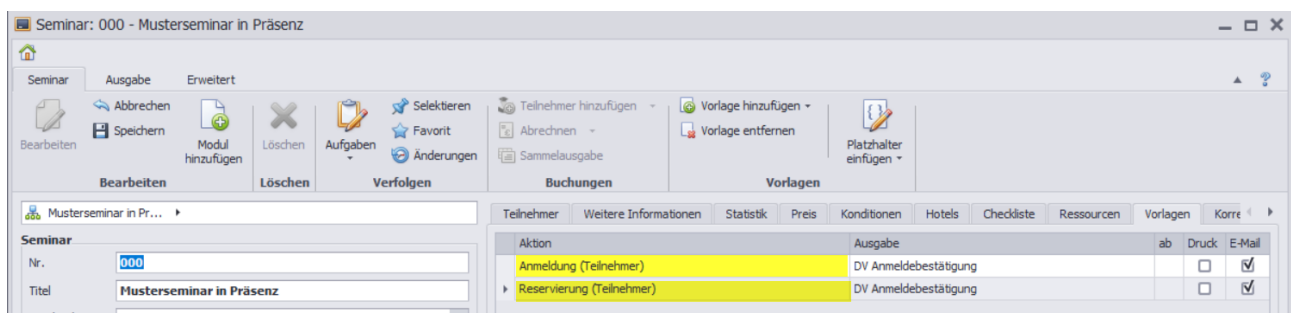 Seminar: 000 - Musterseminar in Präsenz
Seminar Ausgabe Erweitert
Bearbeiten
Abbrechen
Speichern
Modul hinzufügen
Löschen
Aufgaben
Selektieren
Favorit
Änderungen
Teilnehmer hinzufügen
Abrechnen
Sammelausgabe
Vorlage hinzufügen
Vorlage entfernen
Platzhalter einfügen
Bearbeiten Löschen Verfolgen Buchungen Vorlagen
Musterseminar in Pr...
Teilnehmer Weitere Informationen Statistik Preis Konditionen Hotels Checkliste Ressourcen Vorlagen Korre
Seminar
Nr. 000
Titel Musterseminar in Präsenz
Aktion Ausgabe ab Druck E-Mail
Anmeldung (Teilnehmer) DV Anmeldebestätigung
Reservierung (Teilnehmer) DV Anmeldebestätigung